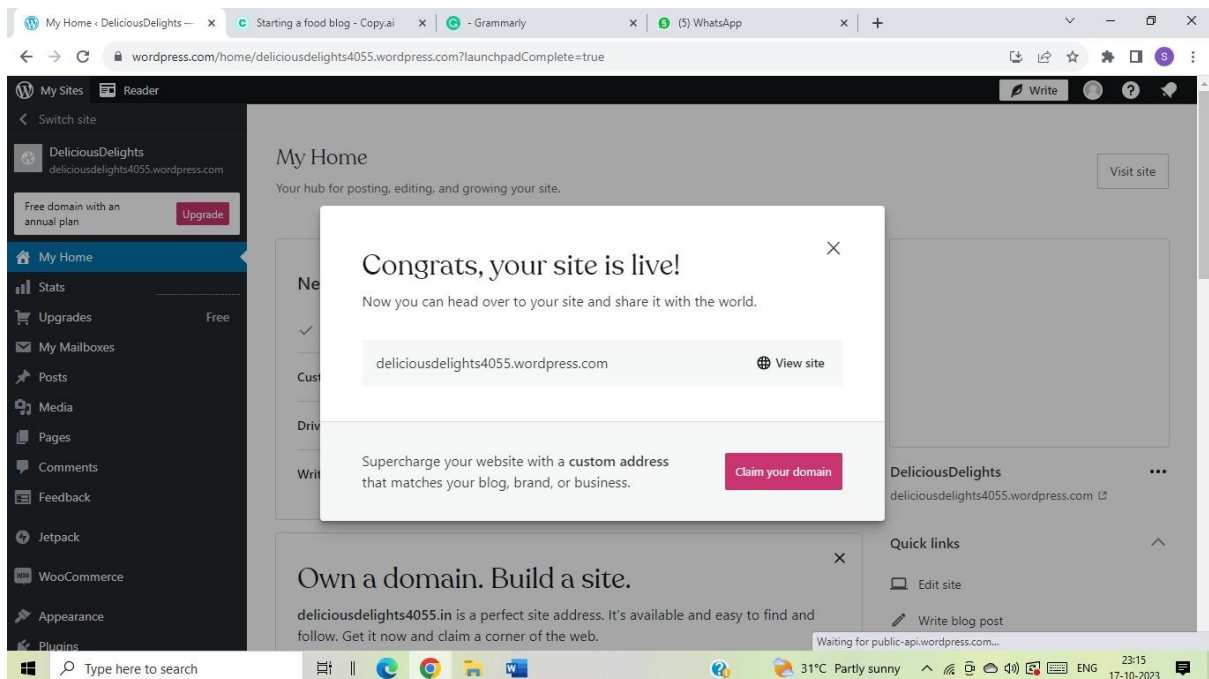 My Home ‹ DeliciousDelights —
Starting a food blog - Copy.ai
- Grammarly
(5) WhatsApp
wordpress.com/home/deliciousdelights4055.wordpress.com?launchpadComplete=true
S
My Sites
Reader
Write
Switch site
DeliciousDelights
deliciousdelights4055.wordpress.com
Free domain with an
annual plan
Upgrade
My Home
Stats
Upgrades
Free
My Mailboxes
Posts
Media
Pages
Comments
Feedback
Jetpack
WooCommerce
Appearance
Plugins
My Home
Your hub for posting, editing, and growing your site.
Visit site
Ne
Cust
Driv
Writ
Congrats, your site is live!
Now you can head over to your site and share it with the world.
deliciousdelights4055.wordpress.com
View site
Supercharge your website with a custom address
that matches your blog, brand, or business.
Claim your domain
Own a domain. Build a site.
deliciousdelights4055.in is a perfect site address. It's available and easy to find and
follow. Get it now and claim a corner of the web.
DeliciousDelights
deliciousdelights4055.wordpress.com
Quick links
Edit site
Write blog post
Waiting for public-api.wordpress.com...
Type here to search
31°C Partly sunny
ENG
23:15
17-10-2023